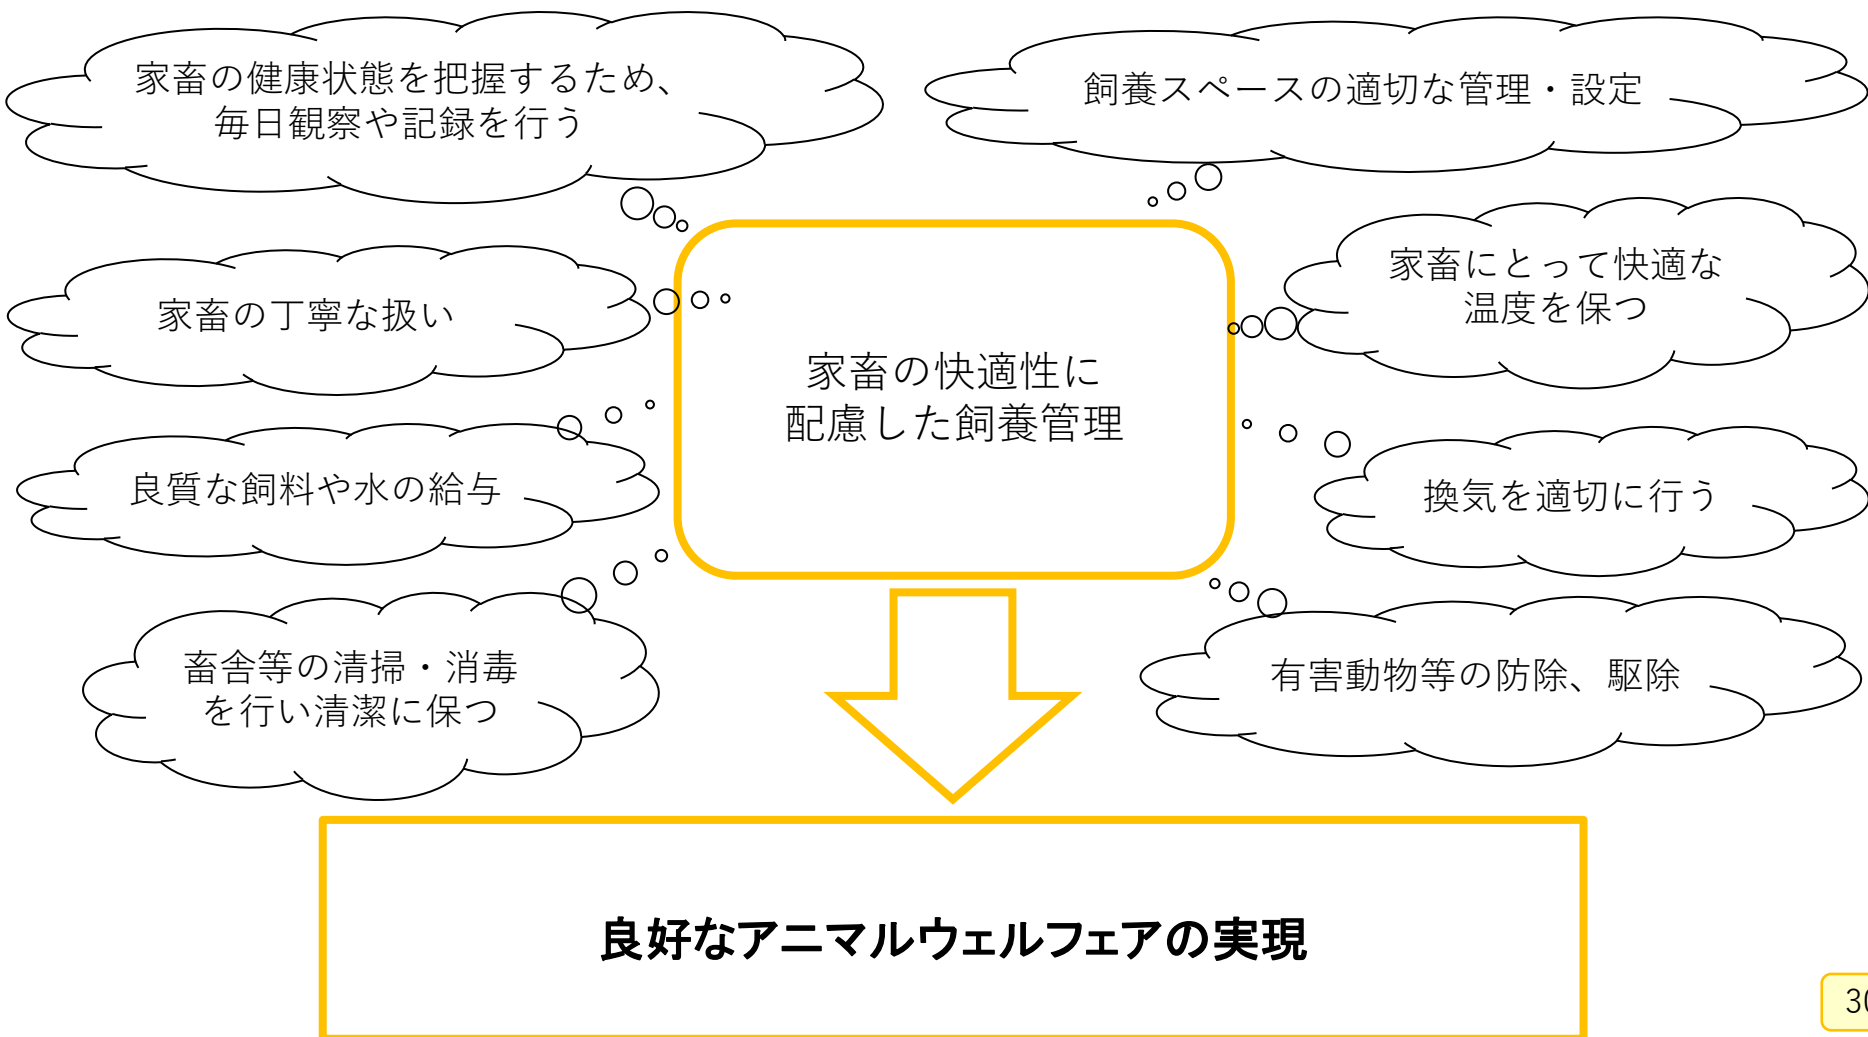 家畜の健康状態を把握するため、
毎日観察や記録を行う
飼養スペースの適切な管理・設定
家畜の丁寧な扱い
家畜にとって快適な
温度を保つ
家畜の快適性に
配慮した飼養管理
良質な飼料や水の給与
換気を適切に行う
畜舎等の清掃・消毒
を行い清潔に保つ
有害動物等の防除、駆除
良好なアニマルウェルフェアの実現
30